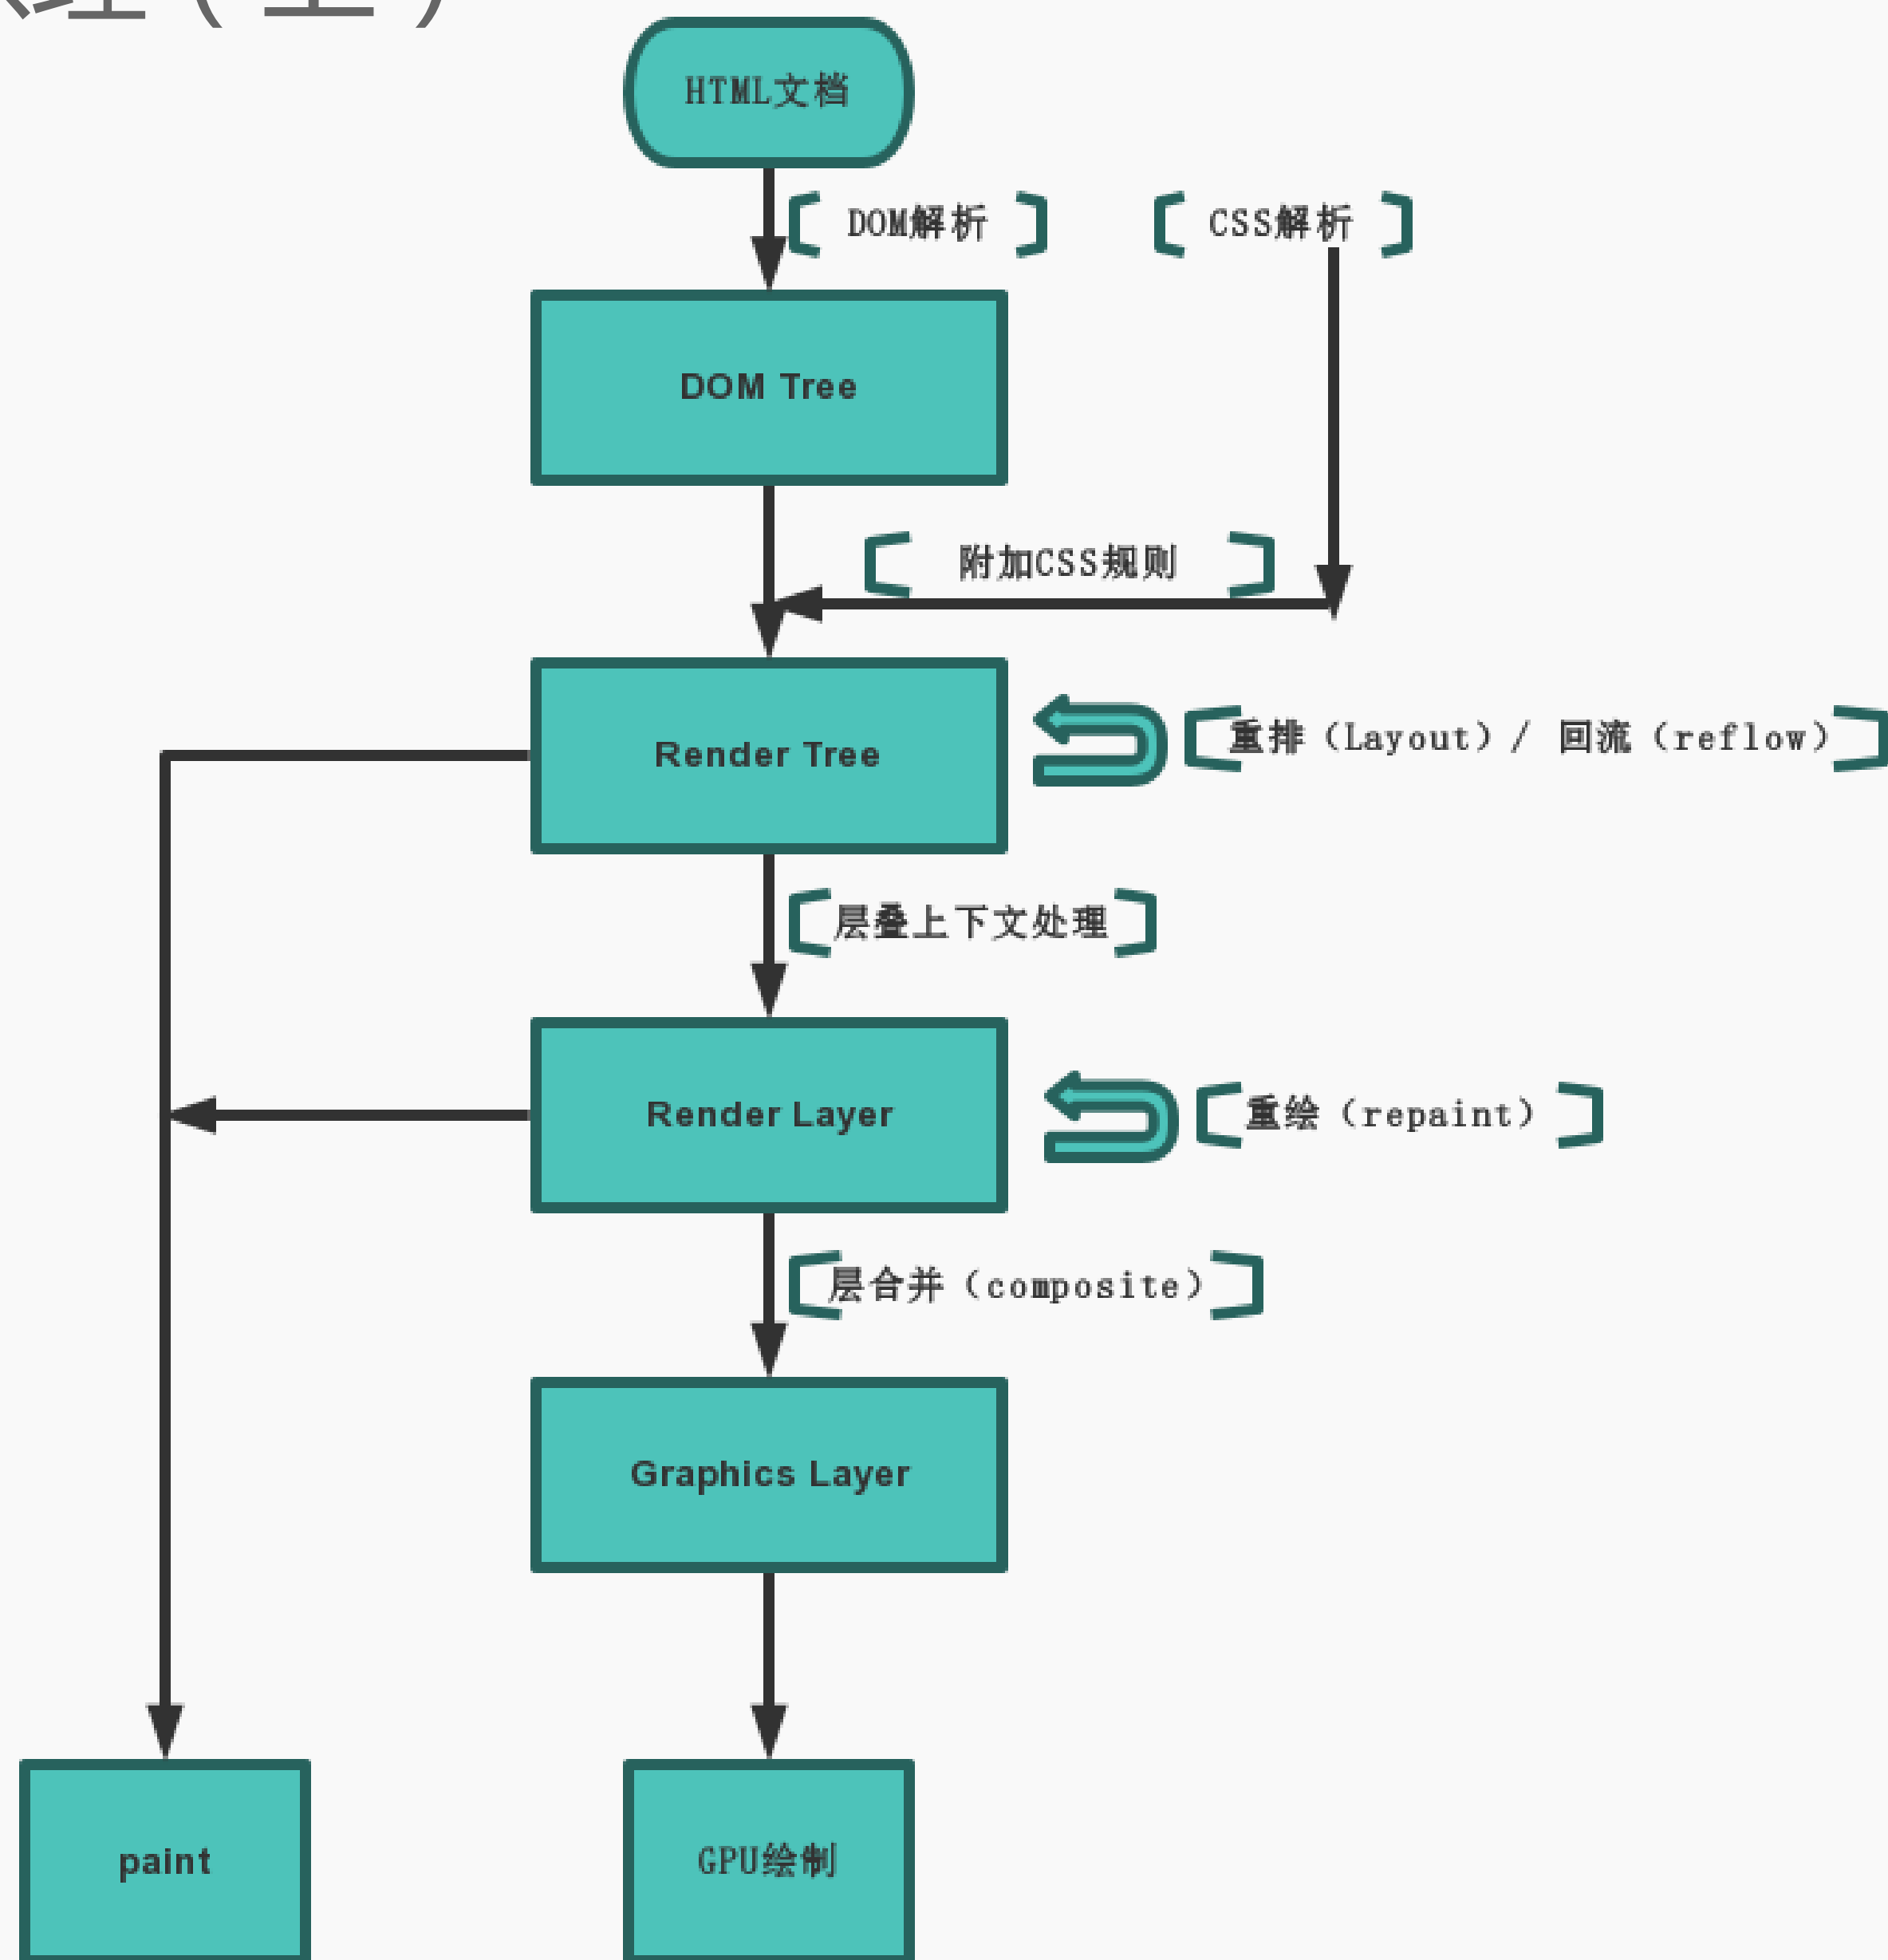 HTML文档
DOM解析
CSS解析
DOM Tree
附加CSS规则
Render Tree
重排（Layout）/ 回流（reflow）
层叠上下文处理
Render Layer
重绘（repaint）
层合并（composite）
Graphics Layer
paint
GPU绘制